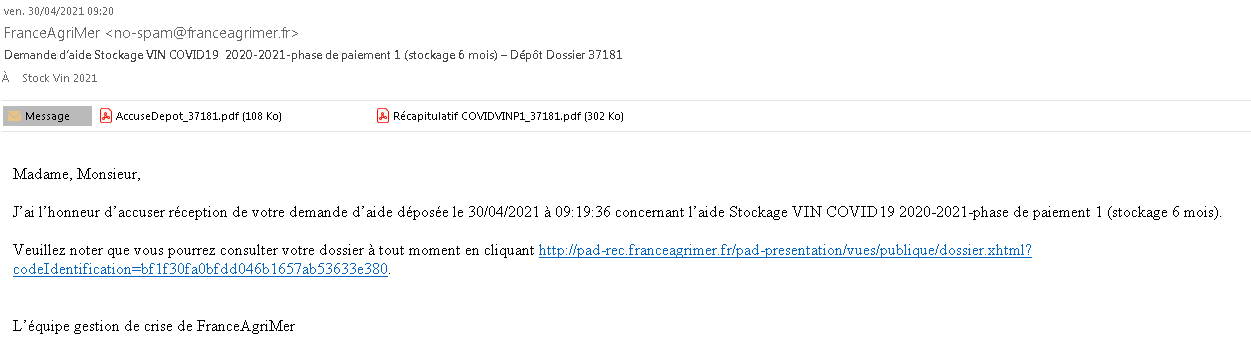 ven. 30/04/2021 09:20
FranceAgriMer <no-spam@franceagrimer.fr>
Demande d'aide Stockage VIN COVID19  2020-2021-phase de paiement 1 (stockage 6 mois) – Dépôt Dossier 37181
À Stock Vin 2021
Message AccuseDepot_37181.pdf (108 Ko) Récapitulatif COVIDVINP1_37181.pdf (302 Ko)
Madame, Monsieur,
J'ai l'honneur d'accuser réception de votre demande d'aide déposée le 30/04/2021 à 09:19:36 concernant l'aide Stockage VIN COVID19 2020-2021-phase de paiement 1 (stockage 6 mois).
Veuillez noter que vous pourrez consulter votre dossier à tout moment en cliquant http://pad-rec.franceagrimer.fr/pad-presentation/vues/publique/dossier.xhtml?
codeIdentification=bf1f30fa0bfdd046b1657ab53633e380.
L'équipe gestion de crise de FranceAgriMer